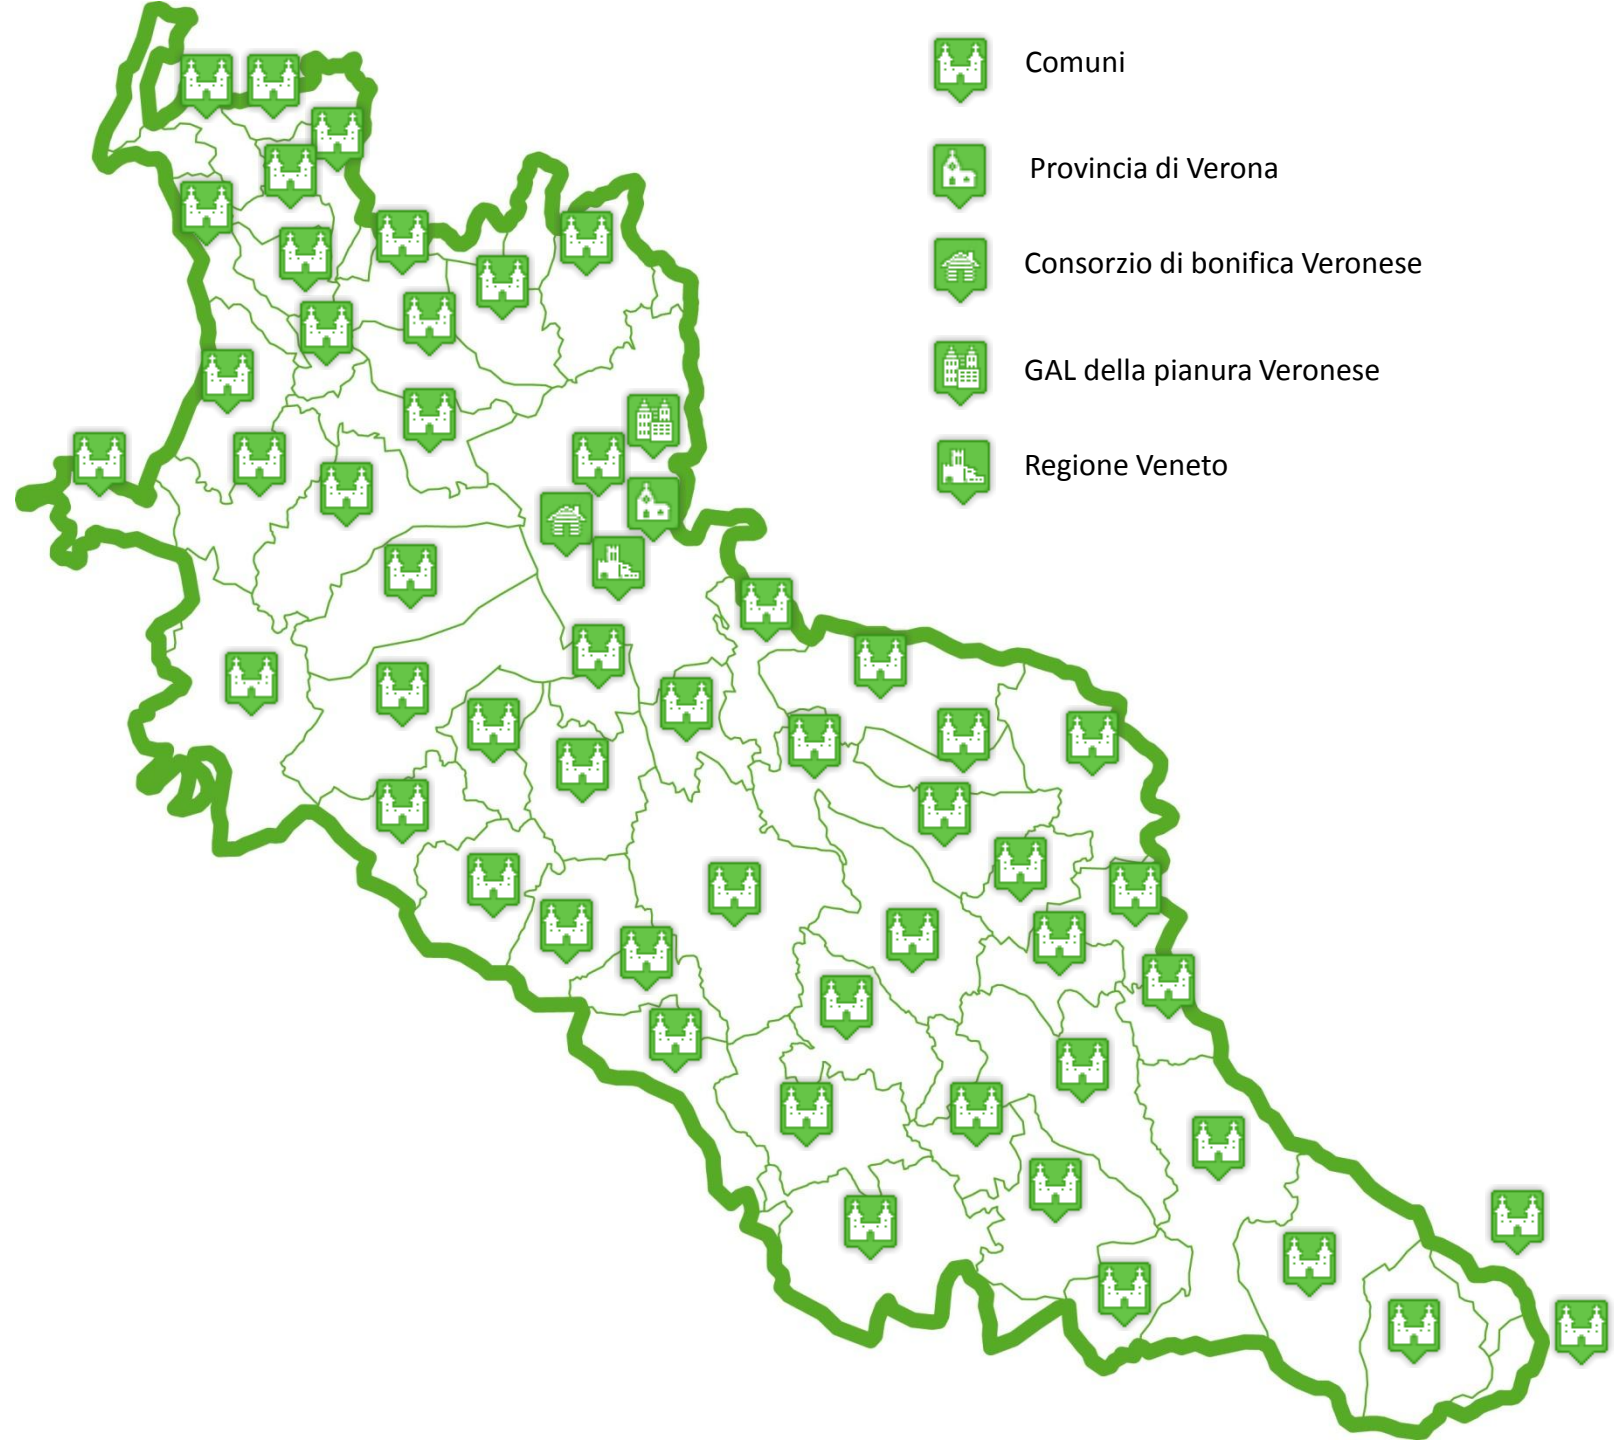 Comuni
Provincia di Verona
Consorzio di bonifica Veronese
GAL della pianura Veronese
Regione Veneto